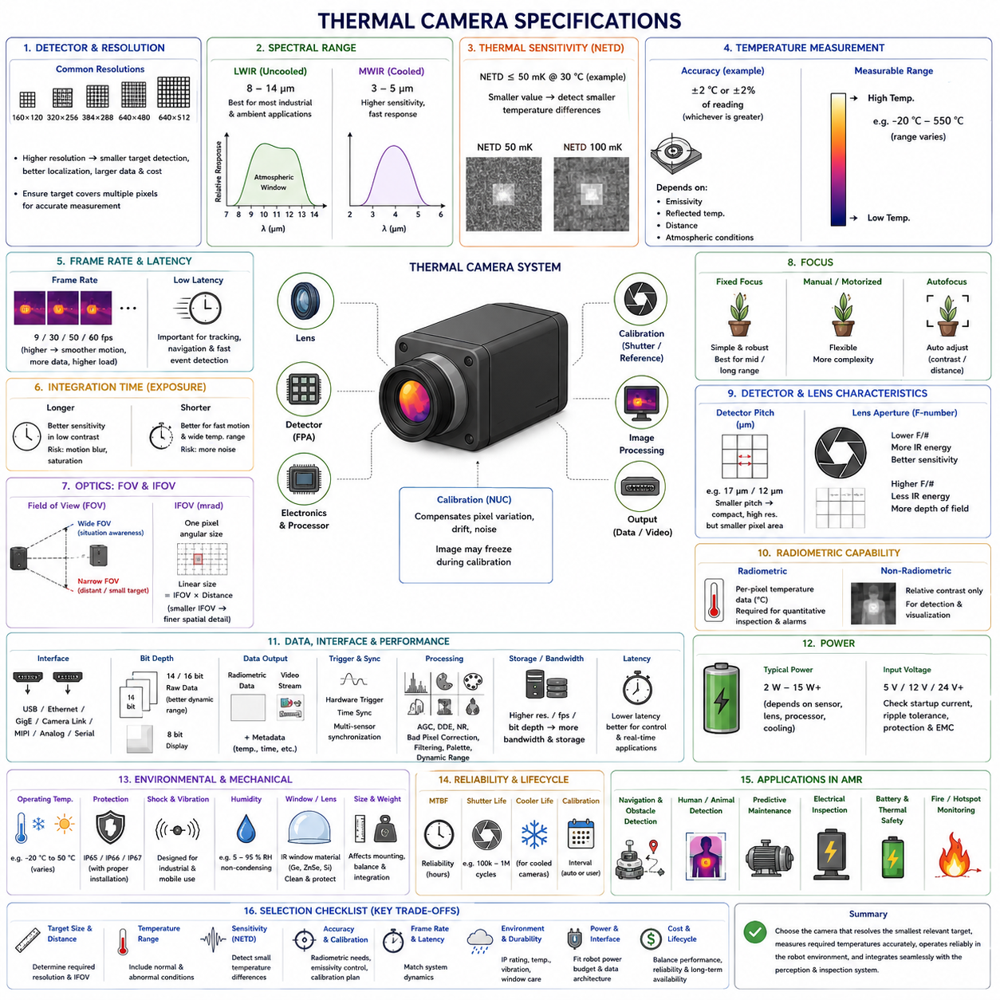 THERMAL CAMERA SPECIFICATIONS
1. DETECTOR & RESOLUTION
Common Resolutions
160×120 320×256 384×288 640×480 640×512
• Higher resolution → smaller target detection,
better localization, larger data & cost
• Ensure target covers multiple pixels
for accurate measurement
2. SPECTRAL RANGE
LWIR (Uncooled)
8 – 14 µm
Best for most industrial
& ambient applications
Relative Response
Atmospheric
Window
7 8 9 10 11 12 13 14
λ (µm)
MWIR (Cooled)
3 – 5 µm
Higher sensitivity,
fast response
2 3 4 5 6
λ (µm)
3. THERMAL SENSITIVITY (NETD)
NETD ≤ 50 mK @ 30 °C (example)
Smaller value → detect smaller
temperature differences
NETD 50 mK
NETD 100 mK
4. TEMPERATURE MEASUREMENT
Accuracy (example)
±2 °C or ±2%
of reading
(whichever is greater)
Depends on:
• Emissivity
• Reflected temp.
• Distance
• Atmospheric conditions
Measurable Range
High Temp.
e.g. –20 °C – 550 °C
(range varies)
Low Temp.
5. FRAME RATE & LATENCY
Frame Rate
9 / 30 / 50 / 60 fps
(higher → smoother motion,
more data, higher load)
Low Latency
Important for tracking,
navigation & fast
event detection
6. INTEGRATION TIME (EXPOSURE)
Longer
Better sensitivity
in low contrast
Risk: motion blur,
saturation
Shorter
Better for fast motion
& wide temp. range
Risk: more noise
7. OPTICS: FOV & IFOV
Field of View (FOV)
Wide FOV
(situation awareness)
Narrow FOV
(distant / small target)
IFOV (mrad)
One pixel
angular size
Linear size
= IFOV × Distance
(smaller IFOV →
finer spatial detail)
THERMAL CAMERA SYSTEM
Lens
Detector
(FPA)
Electronics
& Processor
Calibration
(Shutter /
Reference)
Image
Processing
Output
(Data / Video)
Calibration (NUC)
Compensates pixel variation,
drift, noise
Image may freeze
during calibration
8. FOCUS
Fixed Focus
Simple & robust
Best for mid /
long range
Manual / Motorized
Flexible
More complexity
Autofocus
Auto adjust
(contrast /
distance)
9. DETECTOR & LENS CHARACTERISTICS
Detector Pitch
(µm)
e.g. 17 µm / 12 µm
Smaller pitch →
compact, high res.
but smaller pixel area
Lens Aperture (F-number)
Lower F/#
More IR energy
Better sensitivity
Higher F/#
Less IR energy
More depth of field
10. RADIOMETRIC CAPABILITY
Radiometric
Per-pixel temperature
data (°C)
Required for quantitative
inspection & alarms
Non-Radiometric
Relative contrast only
For detection &
visualization
11. DATA, INTERFACE & PERFORMANCE
Interface
USB / Ethernet /
GigE / Camera Link /
MIPI / Analog / Serial
Bit Depth
14
bit
14 / 16 bit
Raw Data
(better dynamic
range)
8 bit
Display
Data Output
Radiometric
Data
Video
Stream
+ Metadata
(temp., time, etc.)
Trigger & Sync
Hardware Trigger
Time Sync
Multi-sensor
synchronization
Processing
AGC, DDE, NR,
Bad Pixel Correction,
Filtering, Palette,
Dynamic Range
Storage / Bandwidth
Higher res. / fps /
bit depth → more
bandwidth & storage
Latency
Lower latency
better for control
& real-time
applications
12. POWER
Typical Power
2 W – 15 W+
(depends on sensor,
lens, processor,
cooling)
Input Voltage
5 V / 12 V / 24 V+
Check startup current,
ripple tolerance,
protection & EMC
13. ENVIRONMENTAL & MECHANICAL
Operating Temp.
e.g. –20 °C to 50 °C
(varies)
Protection
IP65 / IP66 / IP67
(with proper
installation)
Shock & Vibration
Designed for
industrial &
mobile use
Humidity
e.g. 5 – 95 % RH
non-condensing
Window / Lens
IR window material
(Ge, ZnSe, Si)
Clean & protect
Size & Weight
Affects mounting,
balance &
integration
14. RELIABILITY & LIFECYCLE
MTBF
Reliability
(hours)
Shutter Life
e.g. 100k – 1M
cycles
Cooler Life
(for cooled
cameras)
Calibration
Interval
(auto or user)
15. APPLICATIONS IN AMR
Navigation &
Obstacle
Detection
Human / Animal
Detection
Predictive
Maintenance
Electrical
Inspection
Battery &
Thermal
Safety
Fire / Hotspot
Monitoring
16. SELECTION CHECKLIST (KEY TRADE-OFFS)
Target Size &
Distance
Determine required
resolution & IFOV
Temperature
Range
Include normal &
abnormal conditions
Sensitivity
(NETD)
Detect small
temperature
differences
Accuracy
& Calibration
Radiometric needs,
emissivity control,
calibration plan
Frame Rate
& Latency
Match system
dynamics
Environment
& Durability
IP rating, temp.,
vibration,
window care
Power &
Interface
Fit robot power
budget & data
architecture
$
Cost &
Lifecycle
Balance performance,
reliability & long-term
availability
Summary
Choose the camera that resolves the smallest relevant target,
measures required temperatures accurately, operates reliably in
the robot environment, and integrates seamlessly with the
perception & inspection system.